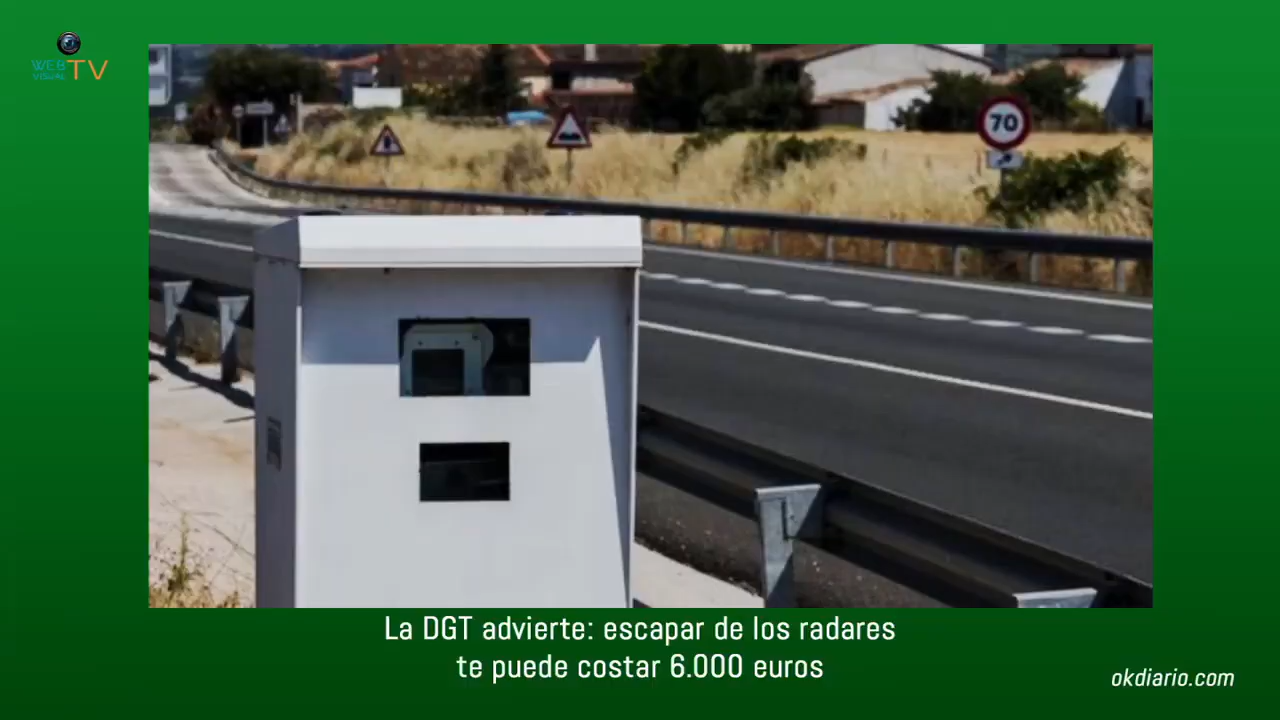 WEB
VISUAL
TV
70
La DGT advierte: escapar de los radares
te puede costar 6.000 euros
okdiario.com